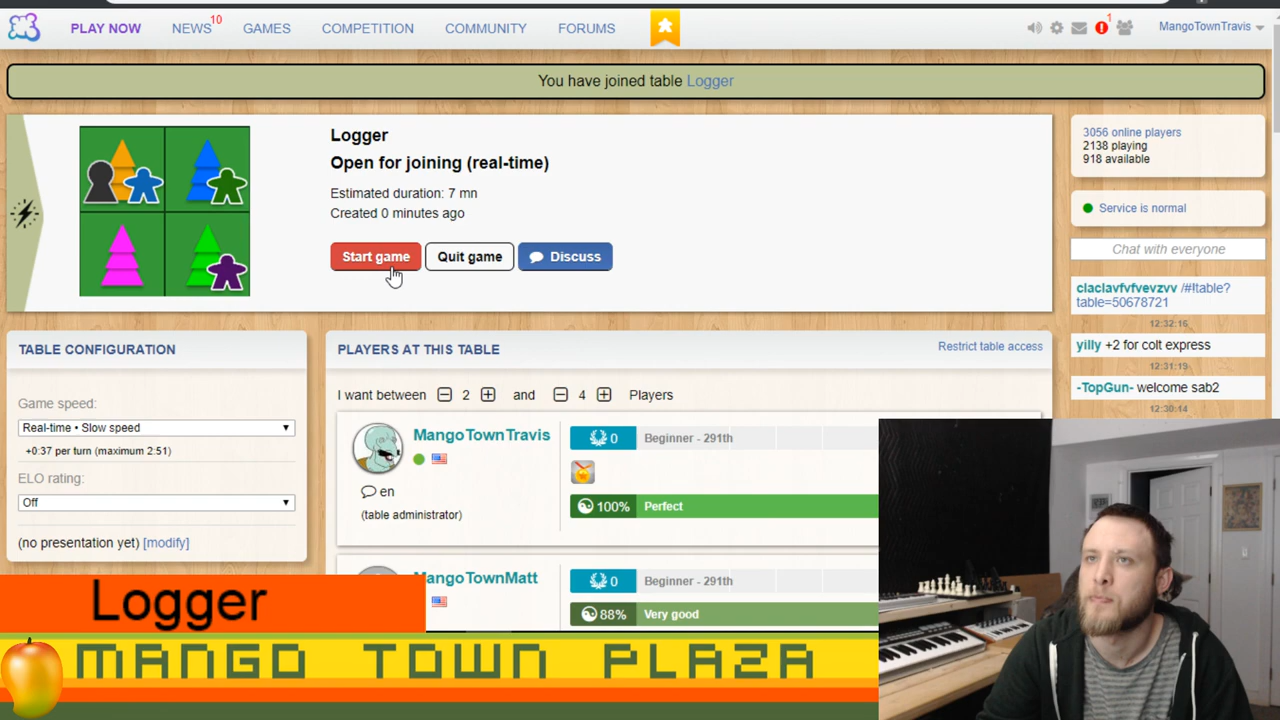 PLAY NOW NEWS 10 GAMES COMPETITION COMMUNITY FORUMS 1 MangoTownTravis
You have joined table Logger
Logger
Open for joining (real-time)
Estimated duration: 7 mn
Created 0 minutes ago
Start game Quit game Discuss
3056 online players
2138 playing
918 available
Service is normal
Chat with everyone
claclavfvfvevzvv /#!table?
table=50678721
12:32:16
yilly +2 for colt express
12:31:19
-TopGun- welcome sab2
12:30:14
TABLE CONFIGURATION
Game speed:
Real-time • Slow speed
+0:37 per turn (maximum 2:51)
ELO rating:
Off
(no presentation yet) [modify]
PLAYERS AT THIS TABLE Restrict table access
I want between 2 and 4 Players
MangoTownTravis 0 Beginner - 291th
en
(table administrator)
100% Perfect
MangoTownMatt 0 Beginner - 291th
88% Very good
Logger
MANGO TOWN PLAZA